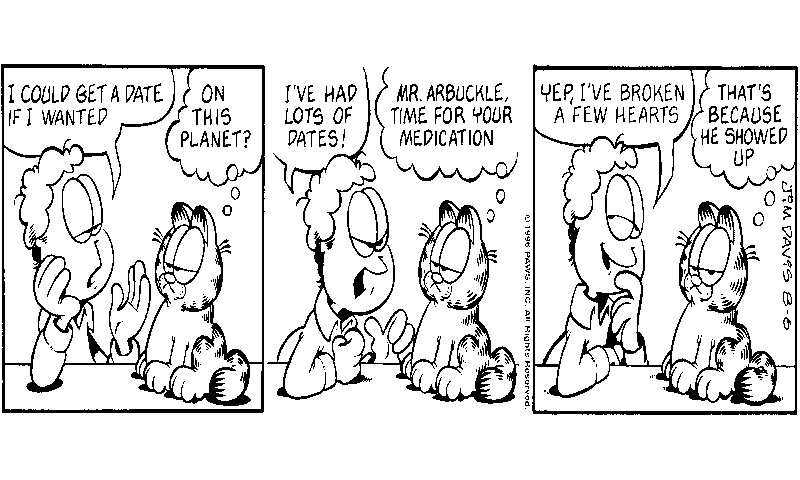 I COULD GET A DATE
IF I WANTED
ON
THIS
PLANET?
I'VE HAD
LOTS OF
DATES!
MR. ARBUCKLE,
TIME FOR YOUR
MEDICATION
© 1996 PAWS, INC. All Rights Reserved.
YEP, I'VE BROKEN
A FEW HEARTS
THAT'S
BECAUSE
HE SHOWED
UP
JIM DAVIS 8-6